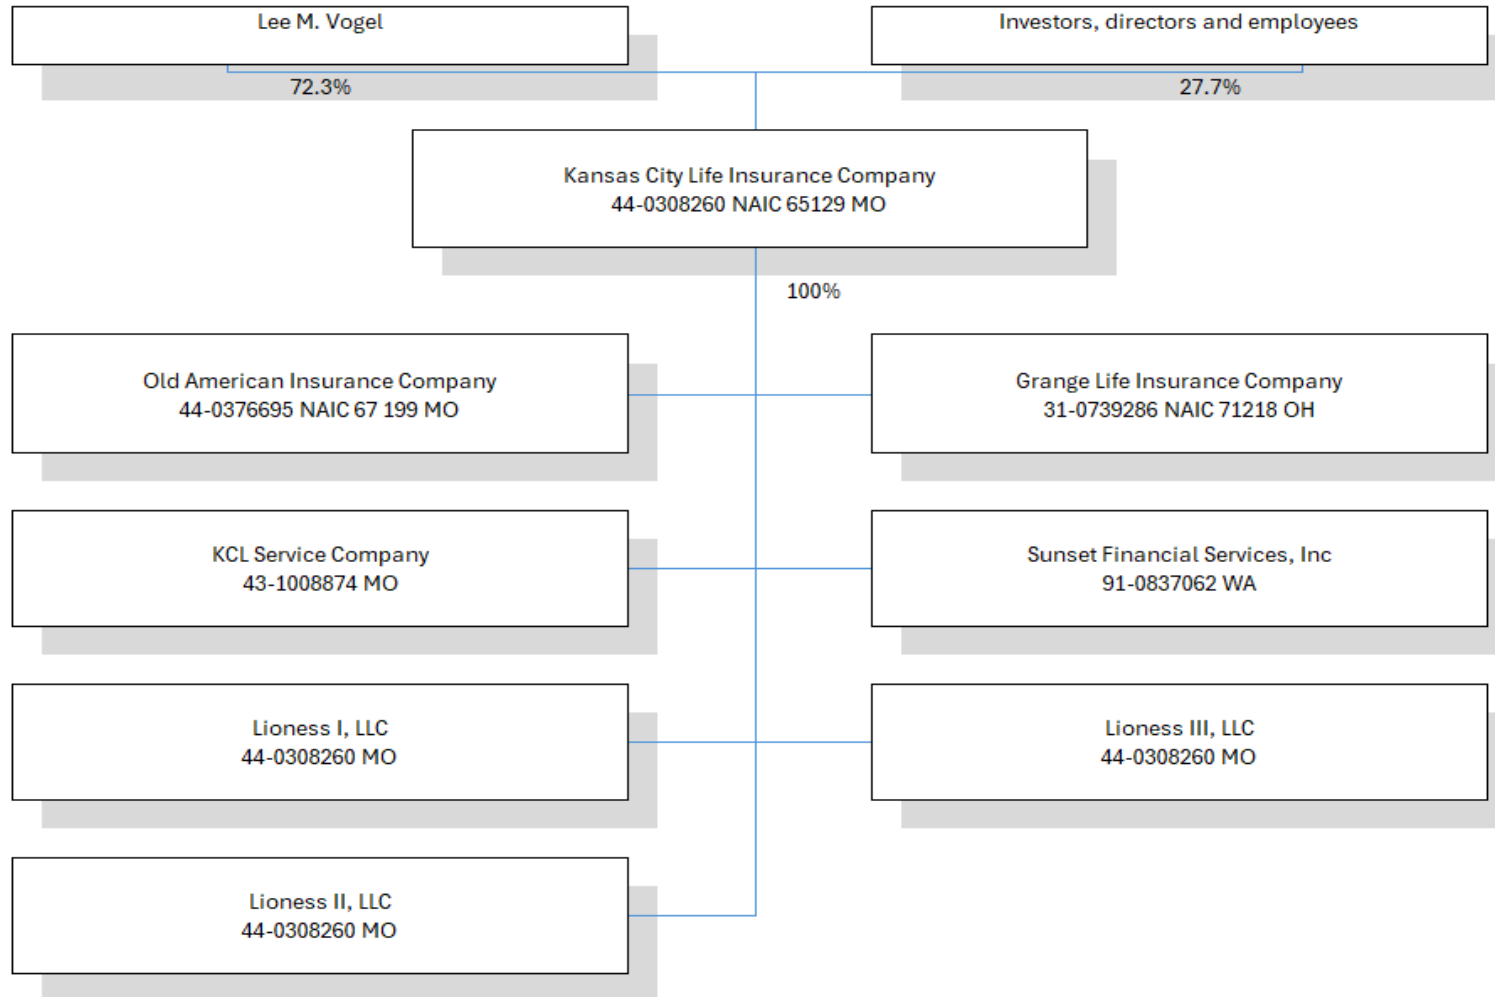 Lee M. Vogel
Investors, directors and employees
72.3%
27.7%
Kansas City Life Insurance Company
44-0308260 NAIC 65129 MO
100%
Old American Insurance Company
44-0376695 NAIC 67 199 MO
Grange Life Insurance Company
31-0739286 NAIC 71218 OH
KCL Service Company
43-1008874 MO
Sunset Financial Services, Inc
91-0837062 WA
Lioness I, LLC
44-0308260 MO
Lioness III, LLC
44-0308260 MO
Lioness II, LLC
44-0308260 MO